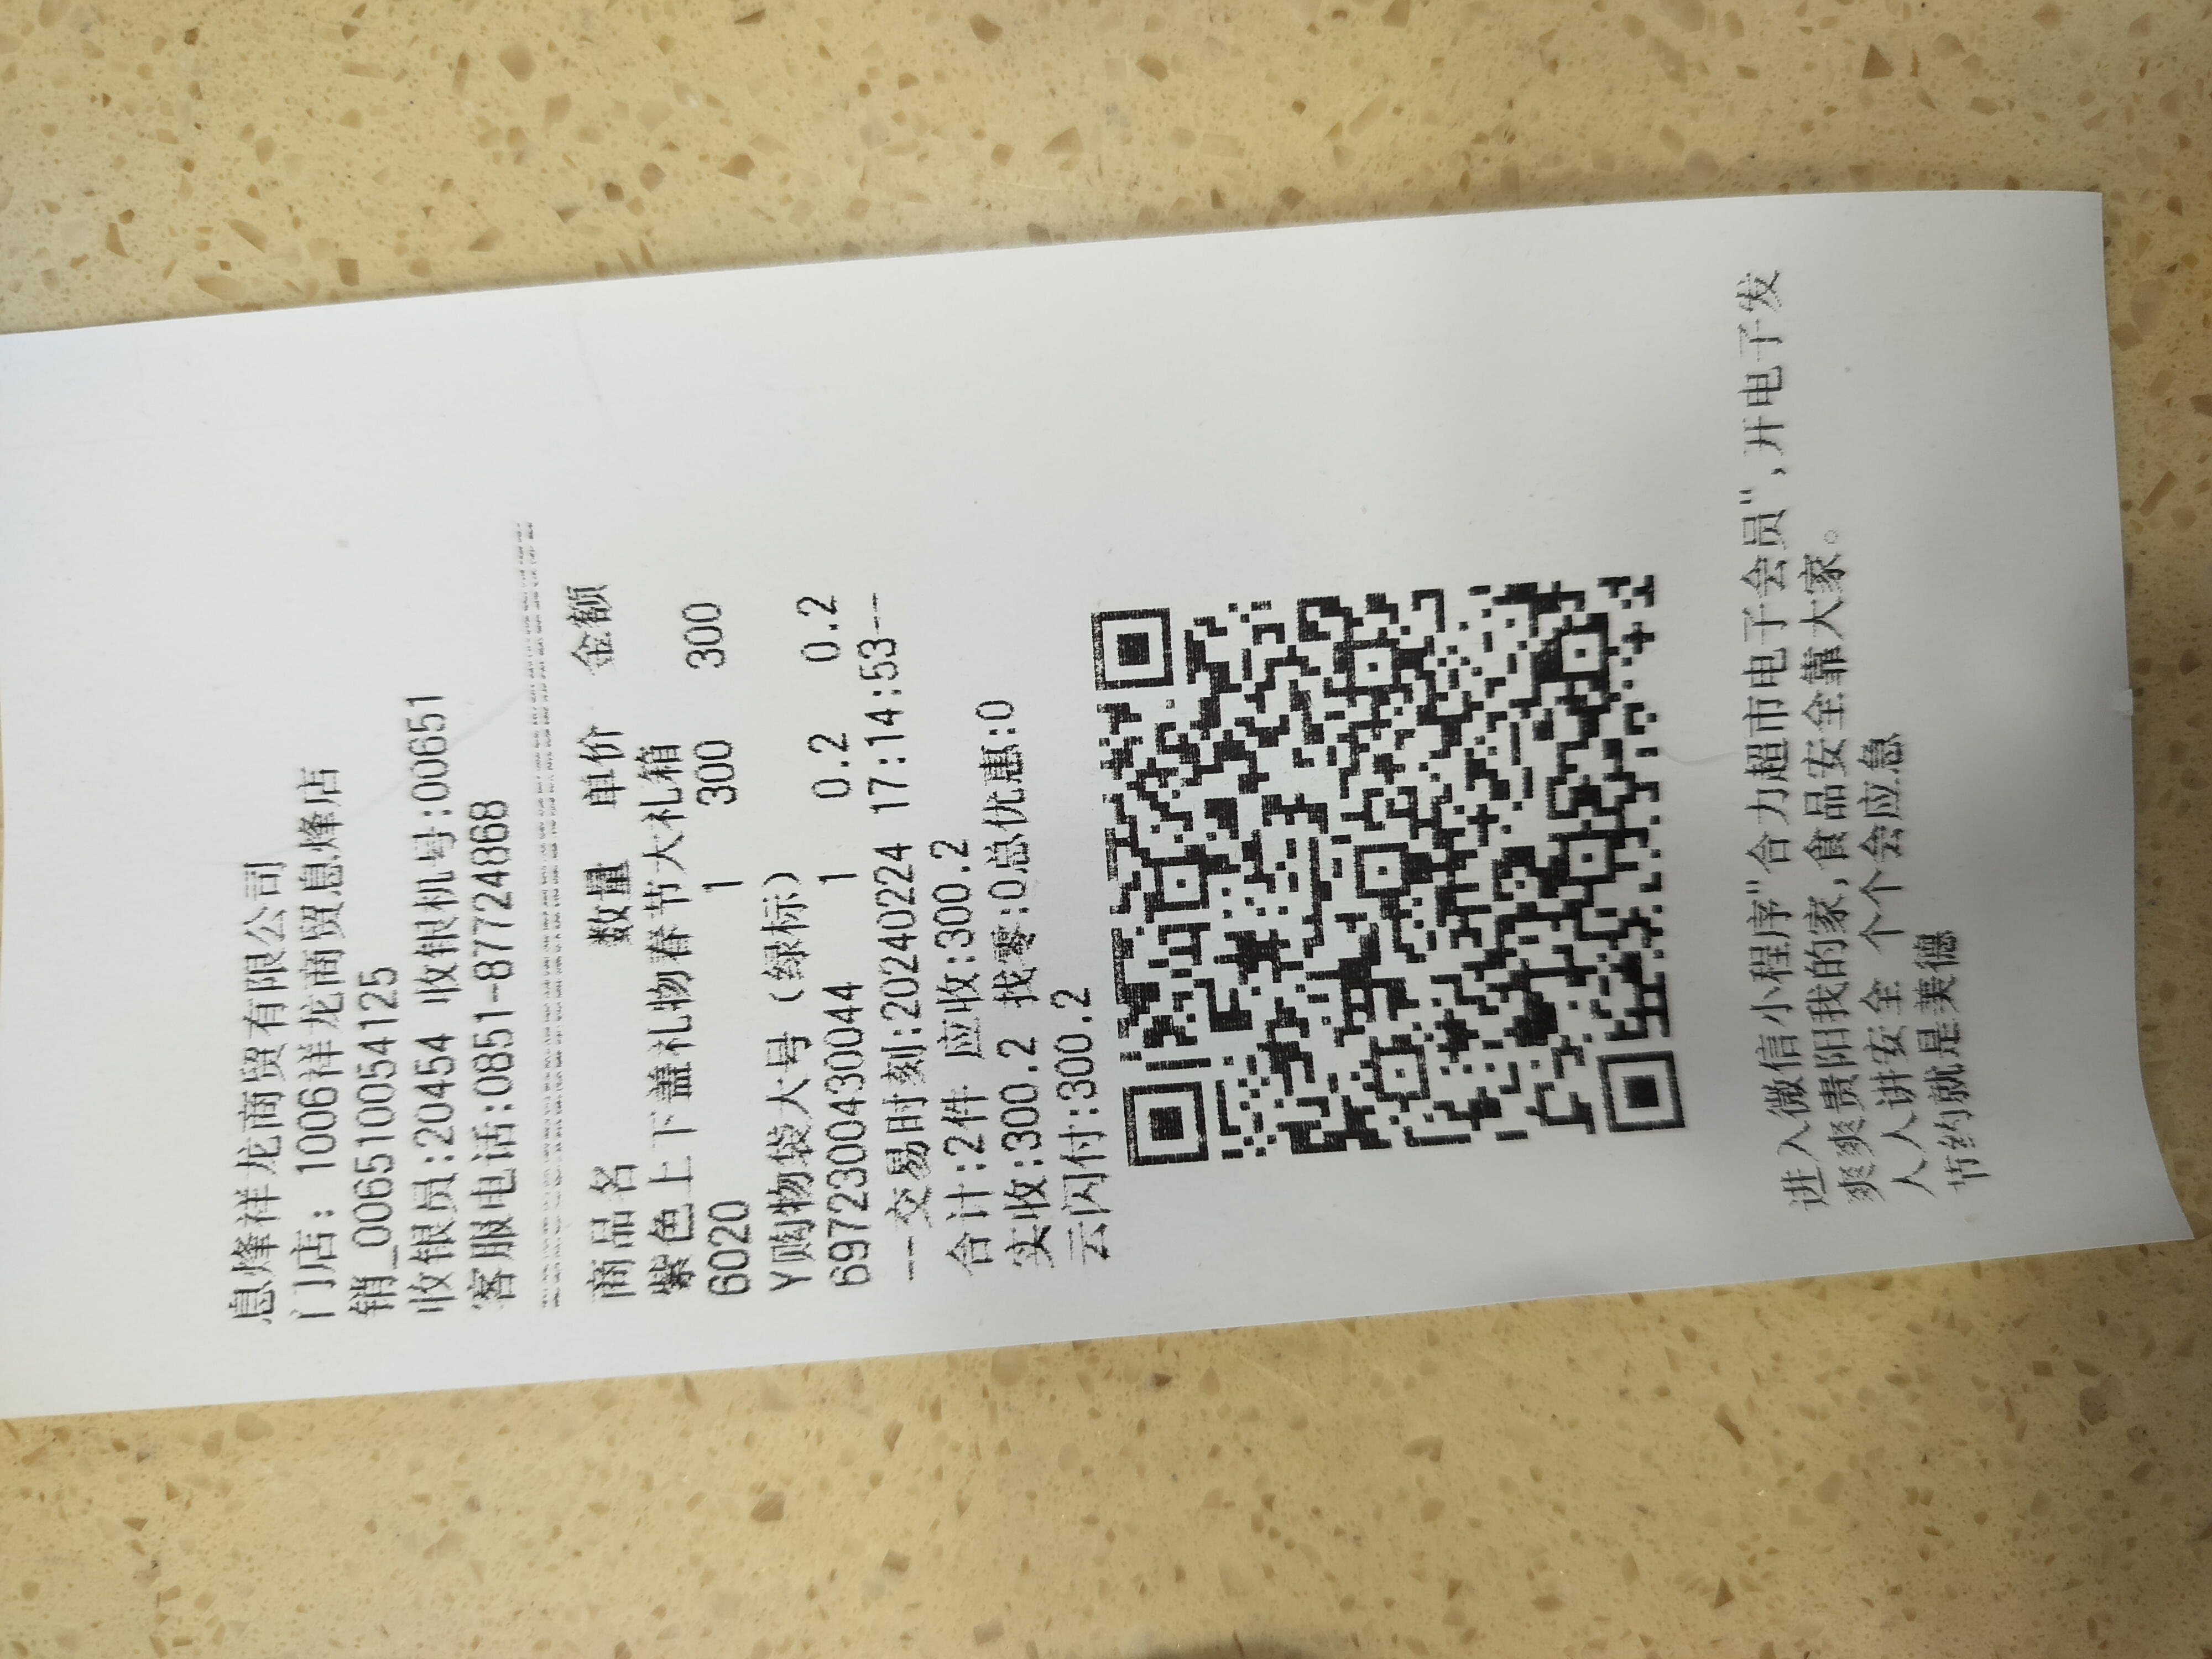 息烽祥龙商贸有限公司
门店: 1006祥龙商贸息烽店
销_006510054125
收银员:20454 收银机号:00651
客服电话:0851-87724868
商品名 数量 单价 金额
紫色上下盖礼物春节大礼箱
6020 1 300 300
Y购物袋大号（绿标）
6972300430044 1 0.2 0.2
--交易时刻:20240224 17:14:53--
合计:2件 应收:300.2
实收:300.2 找零:0总优惠:0
云闪付:300.2
进入微信小程序"合力超市电子会员",开电子发
爽爽贵阳我的家,食品安全靠大家。
人人讲安全 个个会应急
节约就是美德